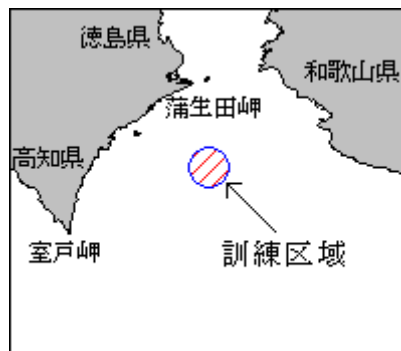 徳島県
和歌山県
蒲生田岬
高知県
室戸岬
訓練区域